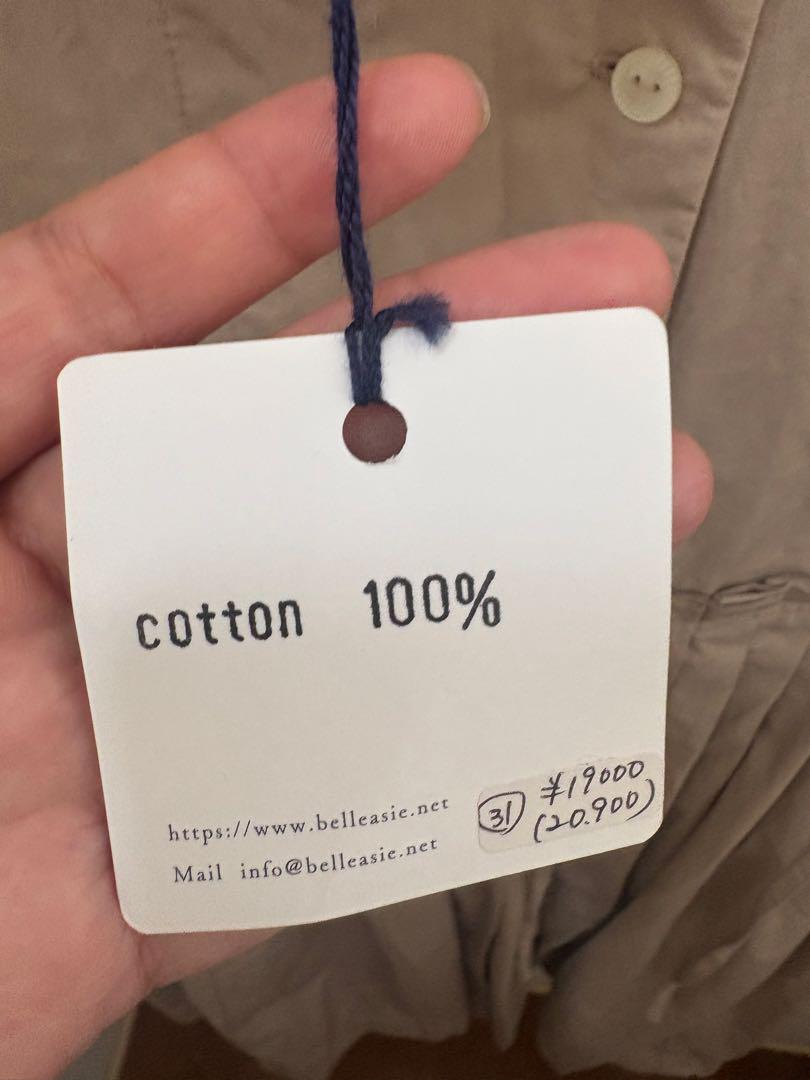 cotton 100%
https://www.belleasie.net
Mail info@belleasie.net
31 ¥19000
(20.900)